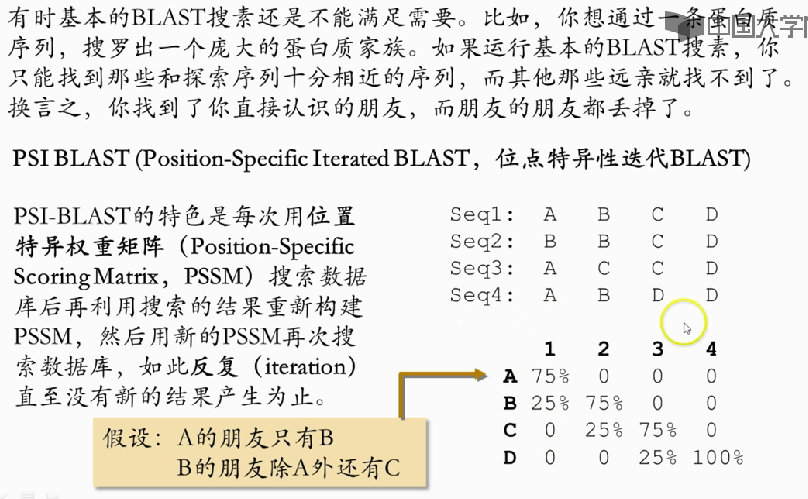 有时基本的BLAST搜素还是不能满足需要。比如，你想通过一条蛋白质
序列，搜罗出一个庞大的蛋白质家族。如果运行基本的BLAST搜素，你
只能找到那些和探索序列十分相近的序列，而其他那些远亲就找不到了。
换言之，你找到了你直接认识的朋友，而朋友的朋友都丢掉了。
PSI BLAST (Position-Specific Iterated BLAST，位点特异性迭代BLAST)
PSI-BLAST的特色是每次用位置
特异权重矩阵（Position-Specific
Scoring Matrix，PSSM）搜索数据
库后再利用搜索的结果重新构建
PSSM，然后用新的PSSM再次搜
索数据库，如此反复（iteration）
直至没有新的结果产生为止。
假设：A的朋友只有B
B的朋友除A外还有C
Seq1: A B C D
Seq2: B B C D
Seq3: A C C D
Seq4: A B D D
1 2 3 4
A 75% 0 0 0
B 25% 75% 0 0
C 0 25% 75% 0
D 0 0 25% 100%
中国大学